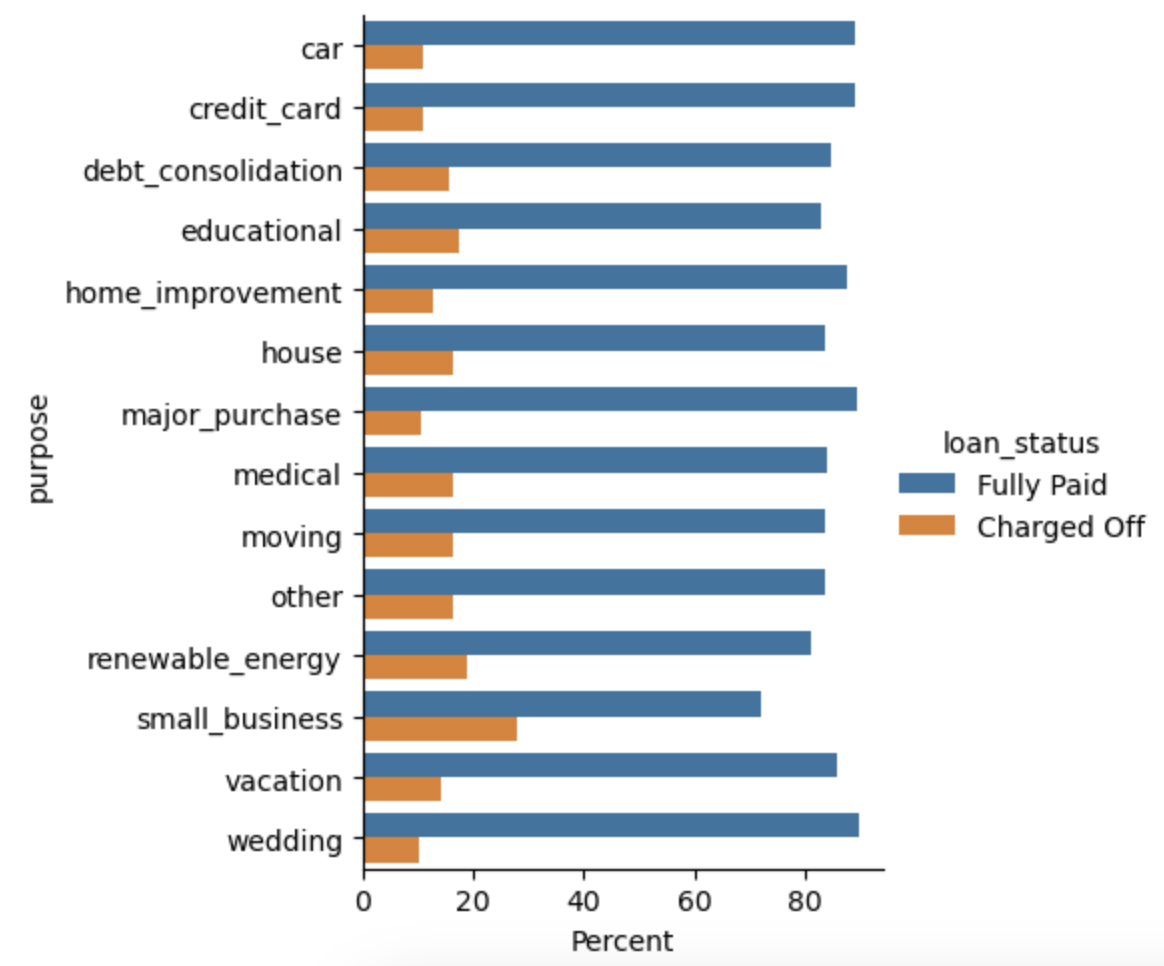 car
credit_card
debt_consolidation
educational
home_improvement
house
major_purchase
medical
moving
other
renewable_energy
small_business
vacation
wedding
purpose
0 20 40 60 80
Percent
loan_status
Fully Paid
Charged Off